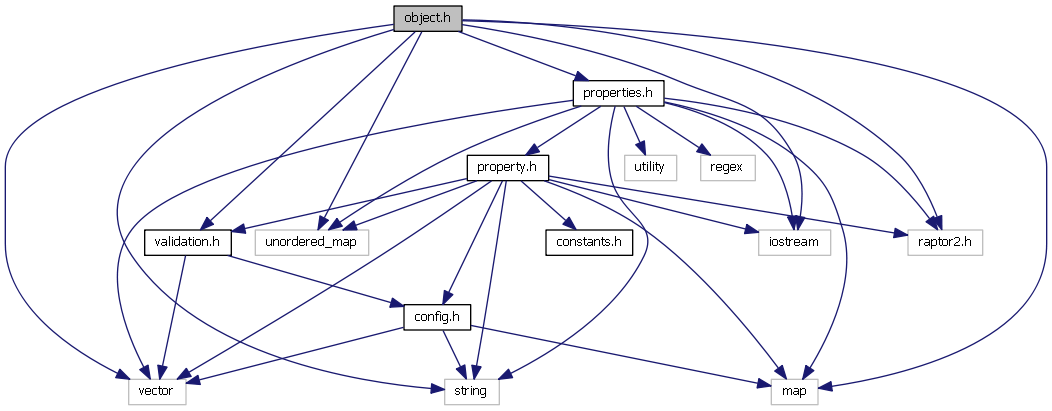 object.h
properties.h
property.h
utility
regex
validation.h
unordered_map
constants.h
iostream
raptor2.h
config.h
vector
string
map